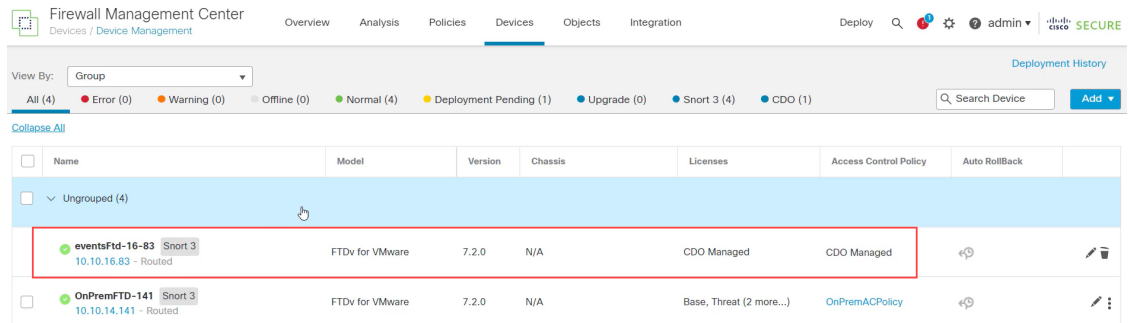 Firewall Management Center
Devices / Device Management
Overview Analysis Policies Devices Objects Integration
Deploy 1 ? admin ▾ cisco SECURE
Deployment History
View By: Group ▾
All (4) Error (0) Warning (0) Offline (0) Normal (4) Deployment Pending (1) Upgrade (0) Snort 3 (4) CDO (1) Search Device Add ▾
Collapse All
Name Model Version Chassis Licenses Access Control Policy Auto RollBack
Ungrouped (4)
eventsFtd-16-83 Snort 3
10.10.16.83 - Routed
FTDv for VMware 7.2.0 N/A CDO Managed CDO Managed
OnPremFTD-141 Snort 3
10.10.14.141 - Routed
FTDv for VMware 7.2.0 N/A Base, Threat (2 more...) OnPremACPolicy